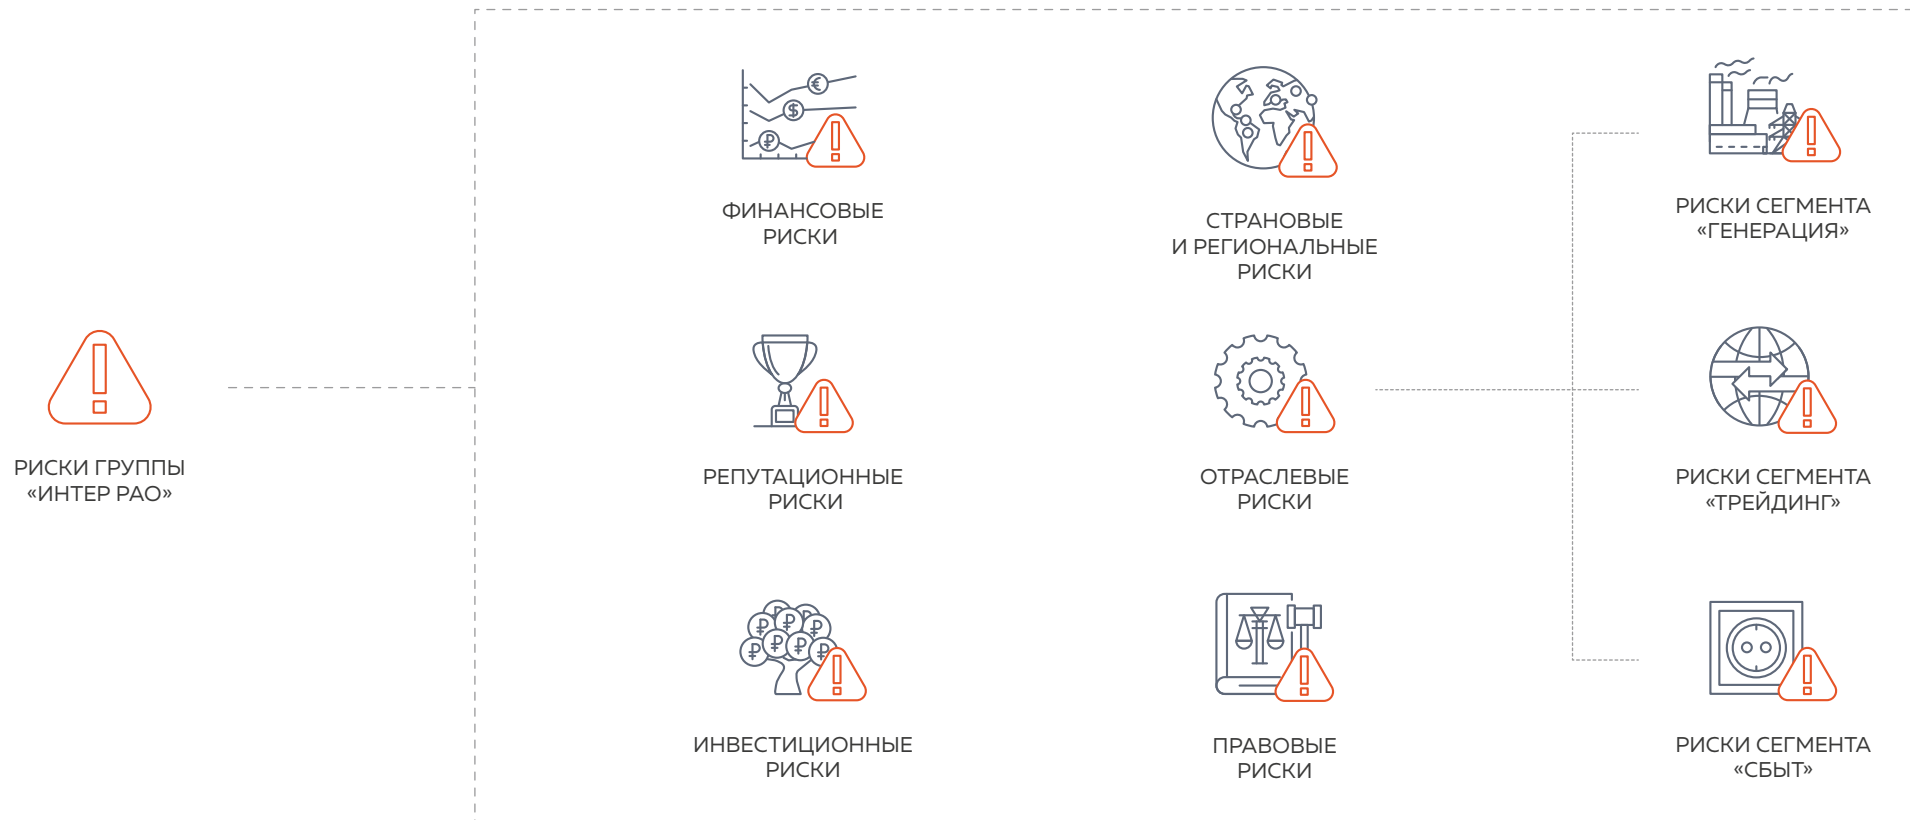 РИСКИ ГРУППЫ
«ИНТЕР РАО»
ФИНАНСОВЫЕ
РИСКИ
СТРАНОВЫЕ
И РЕГИОНАЛЬНЫЕ
РИСКИ
РИСКИ СЕГМЕНТА
«ГЕНЕРАЦИЯ»
РЕПУТАЦИОННЫЕ
РИСКИ
ОТРАСЛЕВЫЕ
РИСКИ
РИСКИ СЕГМЕНТА
«ТРЕЙДИНГ»
ИНВЕСТИЦИОННЫЕ
РИСКИ
ПРАВОВЫЕ
РИСКИ
РИСКИ СЕГМЕНТА
«СБЫТ»